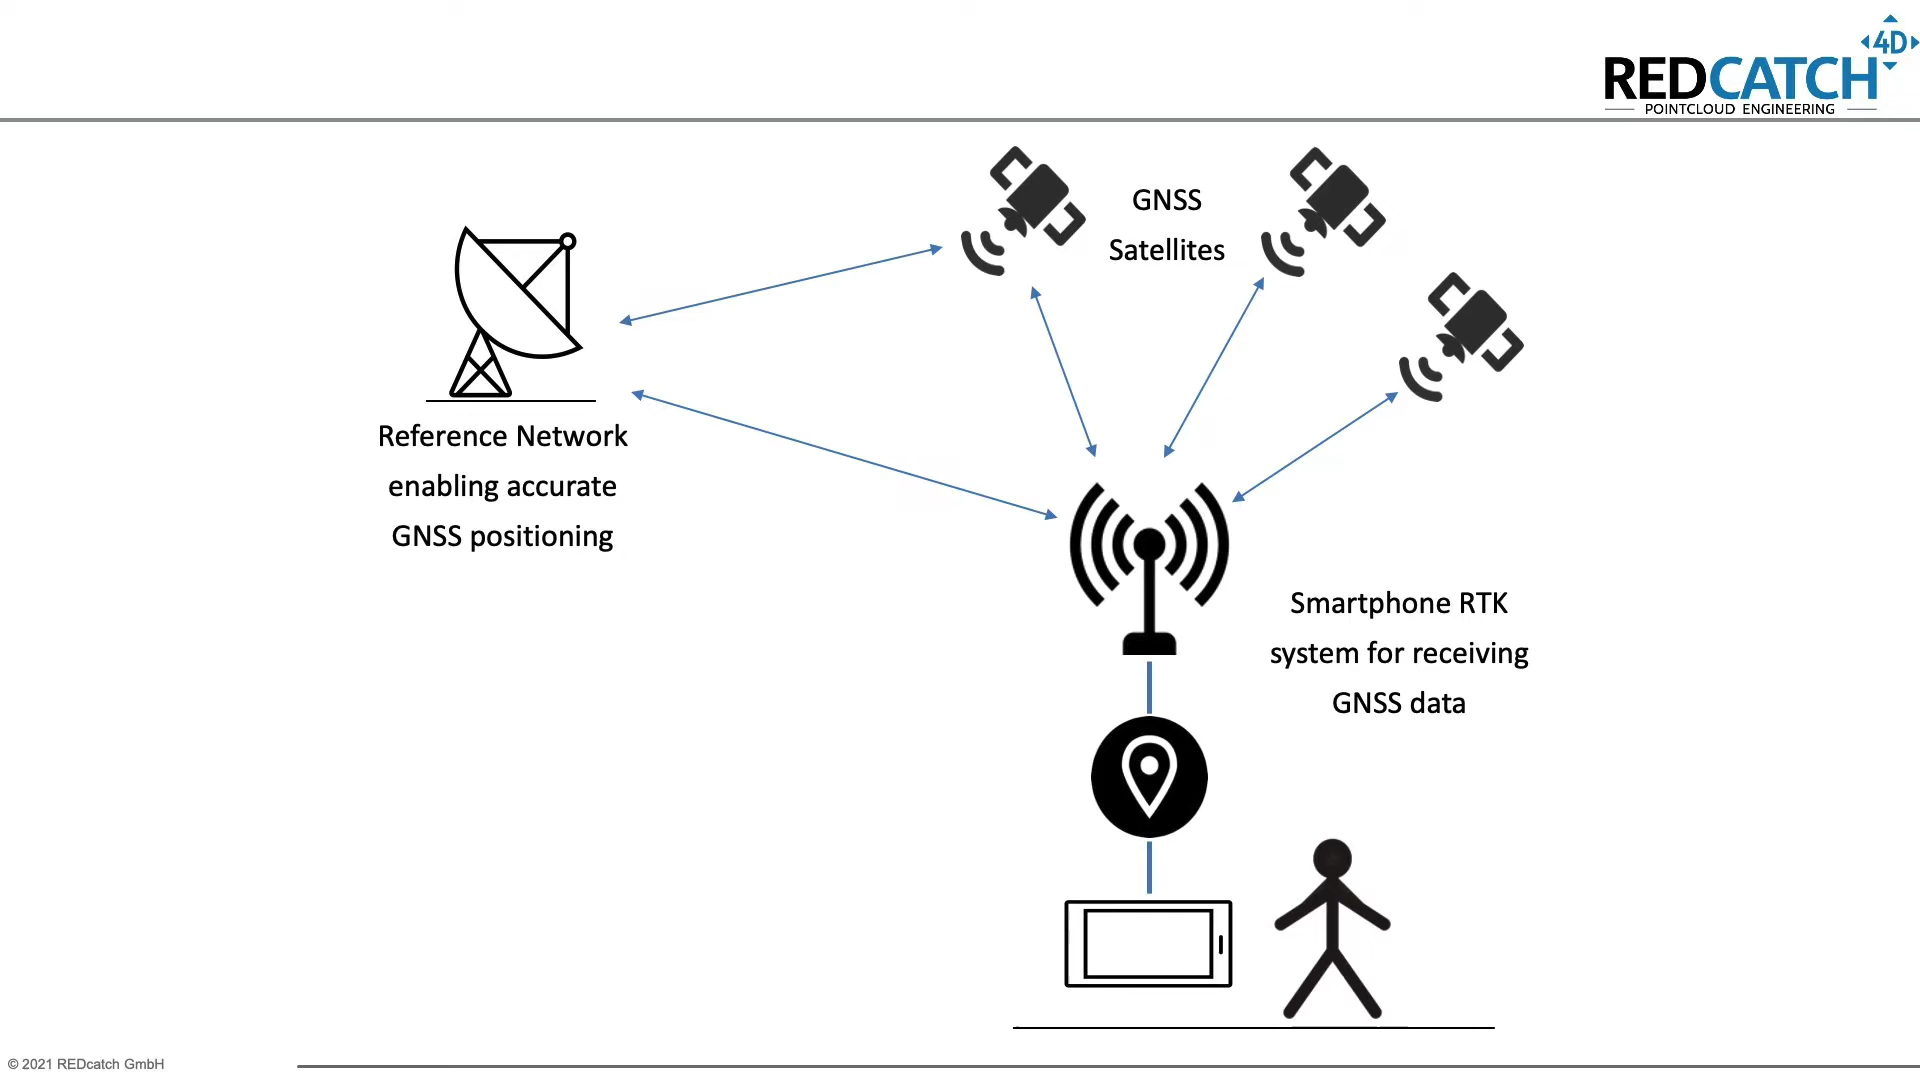 4D
REDCATCH
POINTCLOUD ENGINEERING
GNSS
Satellites
Reference Network
enabling accurate
GNSS positioning
Smartphone RTK
system for receiving
GNSS data
© 2021 REDcatch GmbH